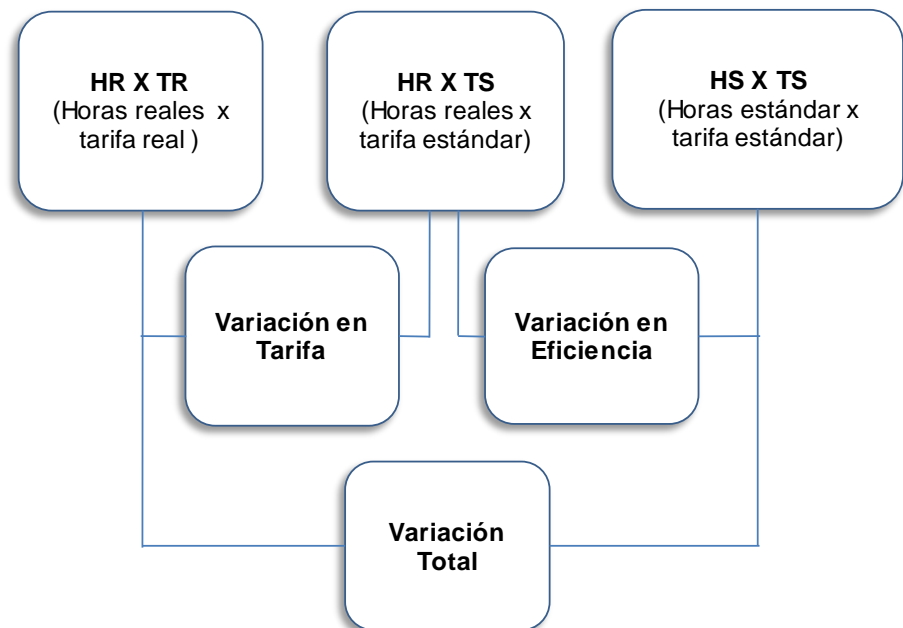 HR X TR
(Horas reales x
tarifa real )
HR X TS
(Horas reales x
tarifa estándar)
HS X TS
(Horas estándar x
tarifa estándar)
Variación en
Tarifa
Variación en
Eficiencia
Variación
Total